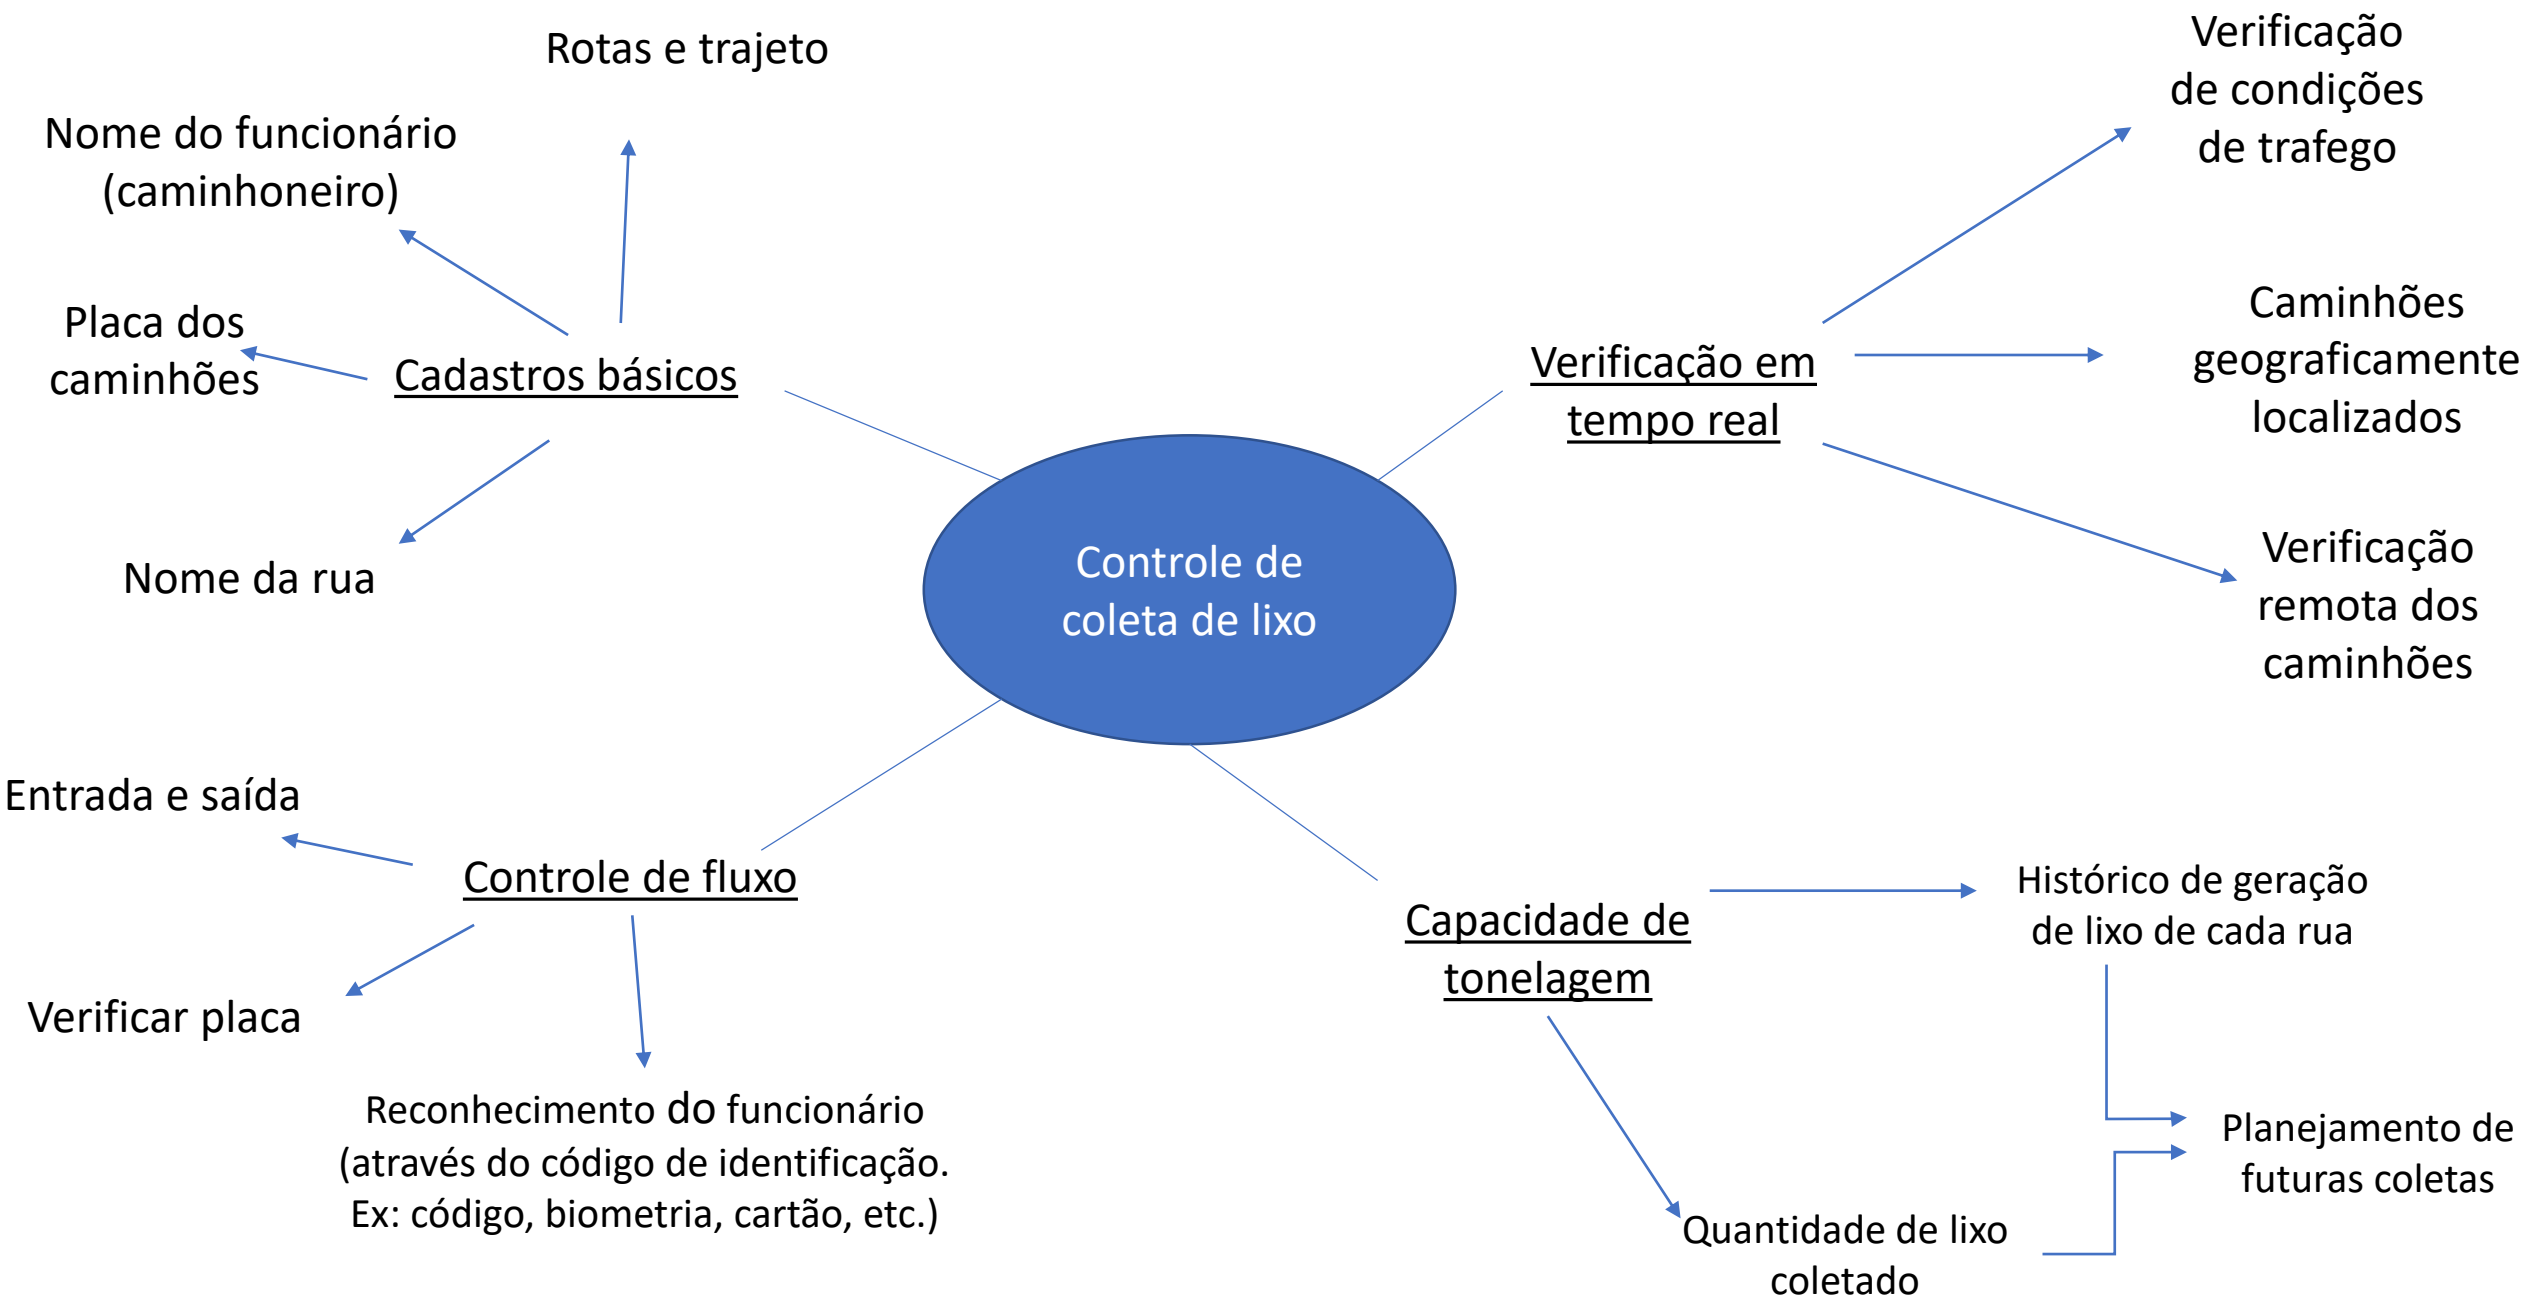 Rotas e trajeto
Nome do funcionário
(caminhoneiro)
Placa dos
caminhões
Cadastros básicos
Nome da rua
Verificação
de condições
de trafego
Verificação em
tempo real
Caminhões
geograficamente
localizados
Verificação
remota dos
caminhões
Controle de
coleta de lixo
Entrada e saída
Controle de fluxo
Verificar placa
Reconhecimento do funcionário
(através do código de identificação.
Ex: código, biometria, cartão, etc.)
Capacidade de
tonelagem
Histórico de geração
de lixo de cada rua
Planejamento de
futuras coletas
Quantidade de lixo
coletado